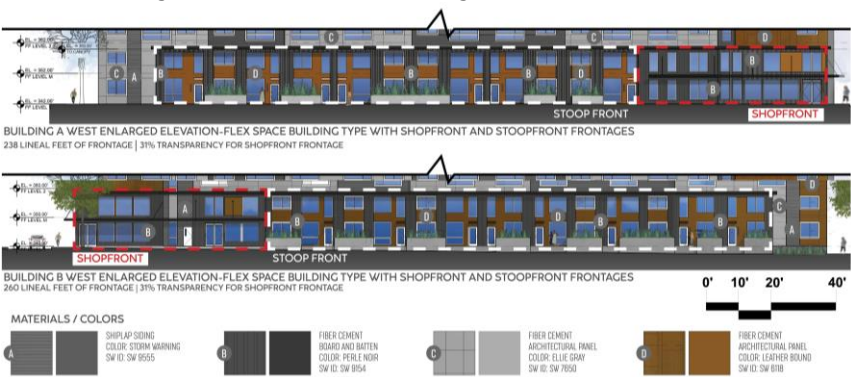 C
D
C
A
B
D
B
B
D
B
B
STOOP FRONT
SHOPFRONT
BUILDING A WEST ENLARGED ELEVATION-FLEX SPACE BUILDING TYPE WITH SHOPFRONT AND STOOPFRONT FRONTAGES
238 LINEAL FEET OF FRONTAGE | 31% TRANSPARENCY FOR SHOPFRONT FRONTAGE
A
B
B
D
B
D
B
B
C
D
A
SHOPFRONT
STOOP FRONT
BUILDING B WEST ENLARGED ELEVATION-FLEX SPACE BUILDING TYPE WITH SHOPFRONT AND STOOPFRONT FRONTAGES
260 LINEAL FEET OF FRONTAGE | 31% TRANSPARENCY FOR SHOPFRONT FRONTAGE
0' 10' 20' 40'
MATERIALS / COLORS
A
SHIPLAP SIDING
COLOR: STORM WARNING
SW ID: SW 9555
B
FIBER CEMENT
BOARD AND BATTEN
COLOR: PERLE NOIR
SW ID: SW 9154
C
FIBER CEMENT
ARCHITECTURAL PANEL
COLOR: ELLIE GRAY
SW ID: SW 7650
D
FIBER CEMENT
ARCHITECTURAL PANEL
COLOR: LEATHER BOUND
SW ID: SW 6118